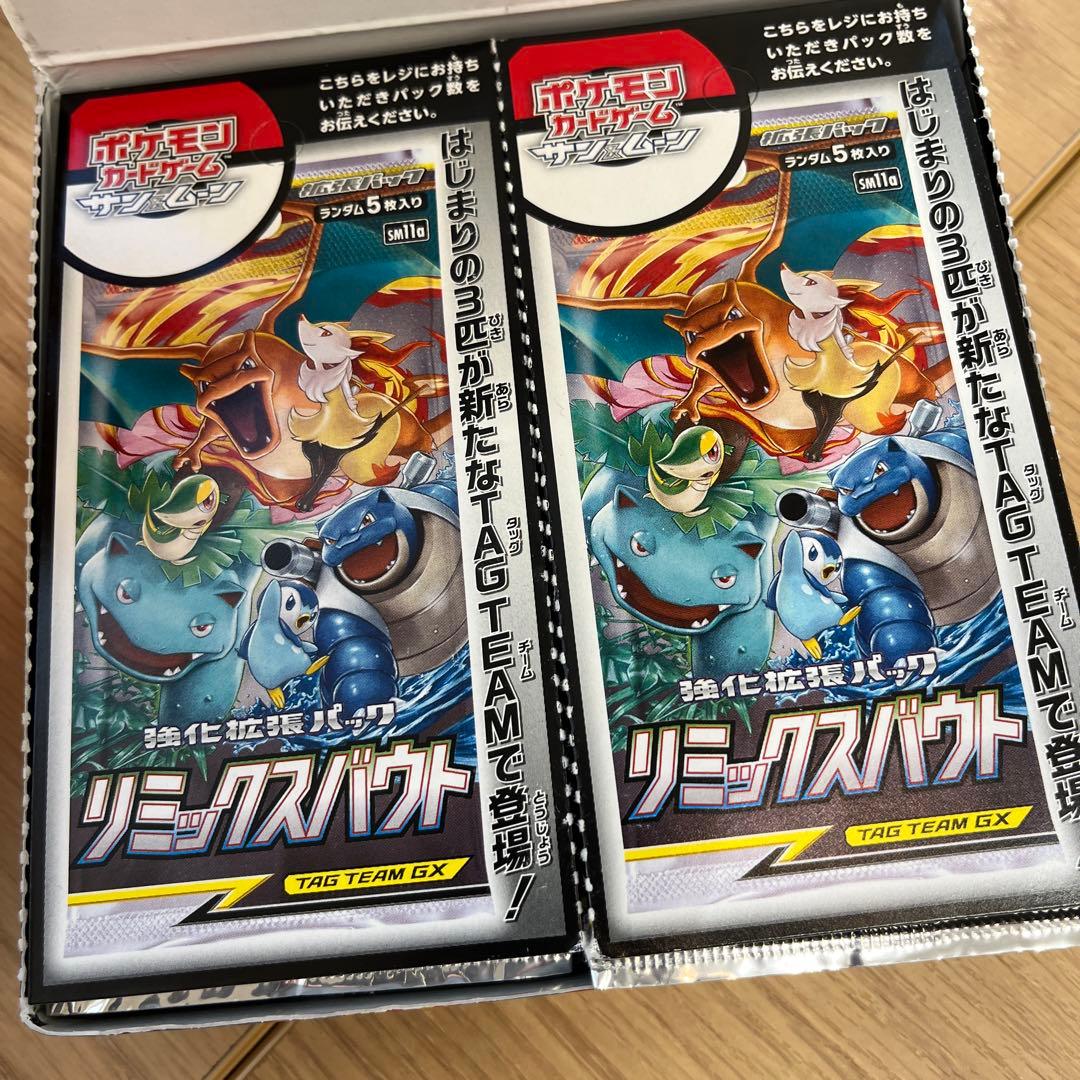 こちらをレジにお持ち
いただきパック数を
お伝えください。
ポケモン
カードゲーム
サン&ムーン
拡張パック
ランダム5枚入り
SM11a
はじまりの3匹が新たなTAG TEAMで登場!
強化拡張パック
リミックスバウト
TAG TEAM GX
こちらをレジにお持ち
いただきパック数を
お伝えください。
ポケモン
カードゲーム
サン&ムーン
拡張パック
ランダム5枚入り
SM11a
はじまりの3匹が新たなTAG TEAMで登場
強化拡張パック
リミックスバウト
TAG TEAM GX